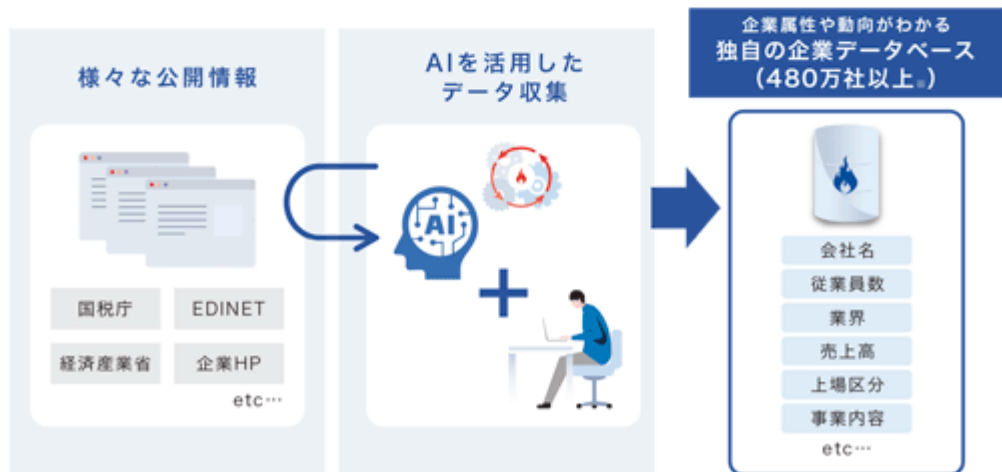 様々な公開情報
国税庁
EDINET
経済産業省
企業HP
etc…
AIを活用した
データ収集
AI
企業属性や動向がわかる
独自の企業データベース
(480万社以上)
会社名
従業員数
業界
売上高
上場区分
事業内容
etc…